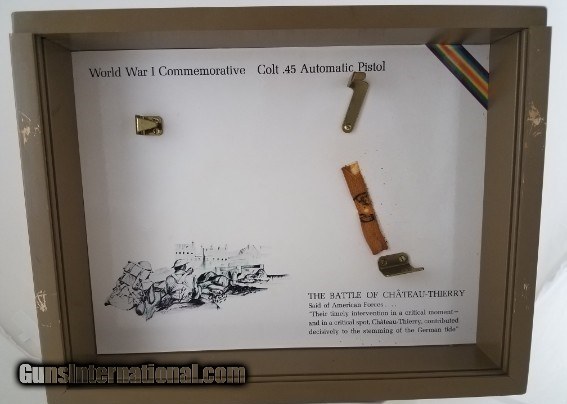 World War I Commemorative Colt .45 Automatic Pistol
THE BATTLE OF CHÂTEAU-THIERRY
Said of American Forces . . . .
"Their timely intervention in a critical moment—
and in a critical spot, Château-Thierry, contributed
decisively to the stemming of the German tide"
GunsInternational.com